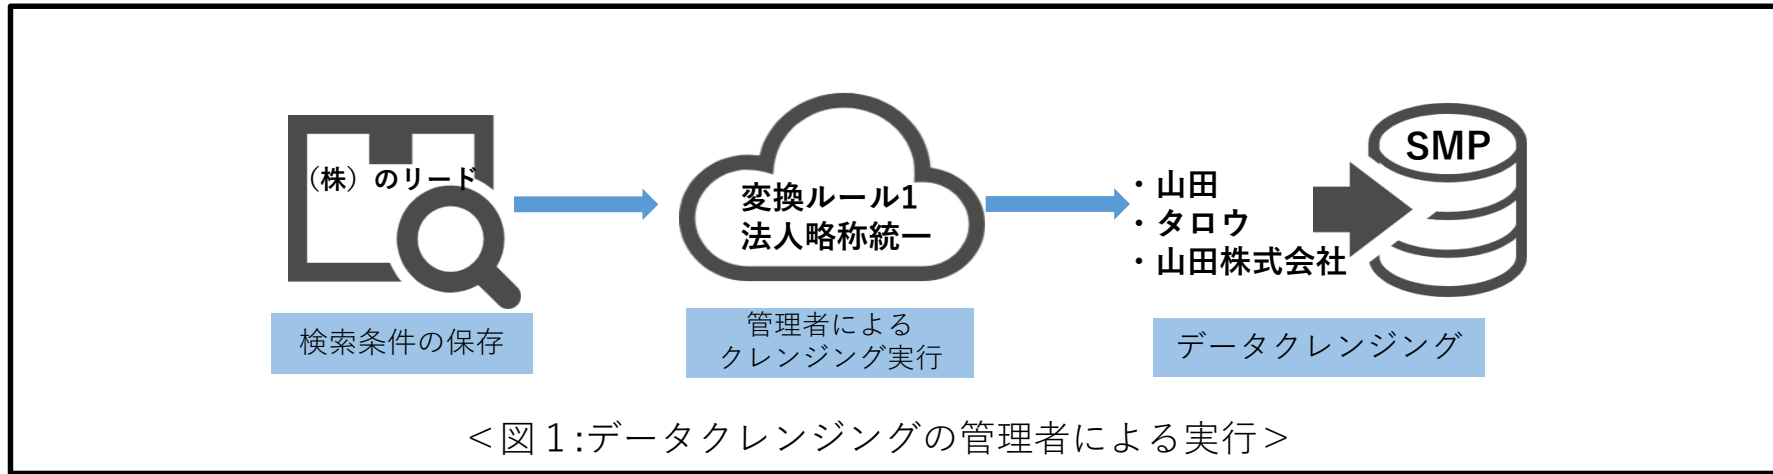 （株）のリード
検索条件の保存
変換ルール1
法人略称統一
管理者による
クレンジング実行
・山田
・タロウ
・山田株式会社
SMP
データクレンジング
＜図１:データクレンジングの管理者による実行＞